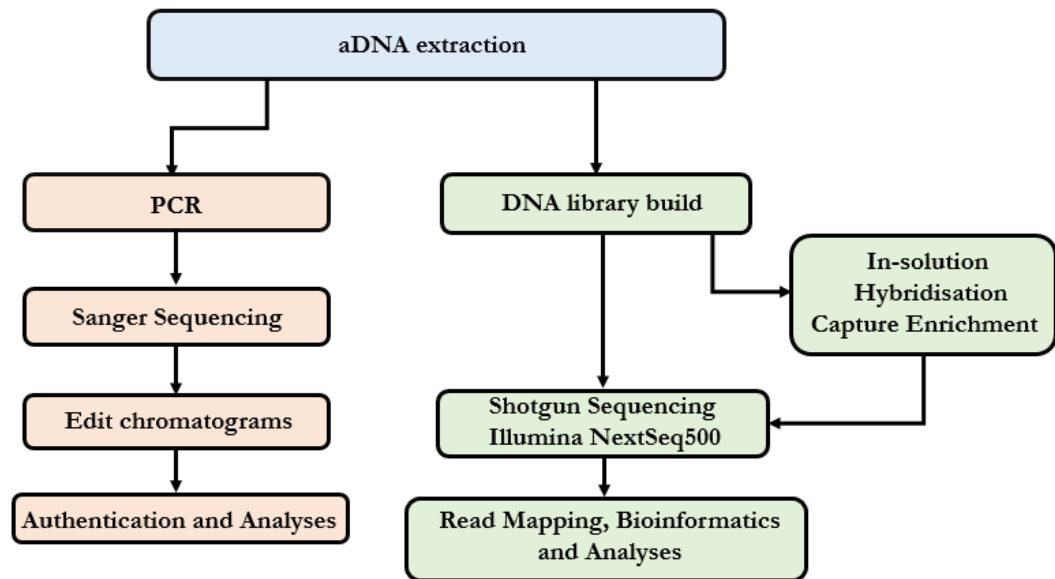 aDNA extraction
PCR
Sanger Sequencing
Edit chromatograms
Authentication and Analyses
DNA library build
In-solution
Hybridisation
Capture Enrichment
Shotgun Sequencing
Illumina NextSeq500
Read Mapping, Bioinformatics
and Analyses